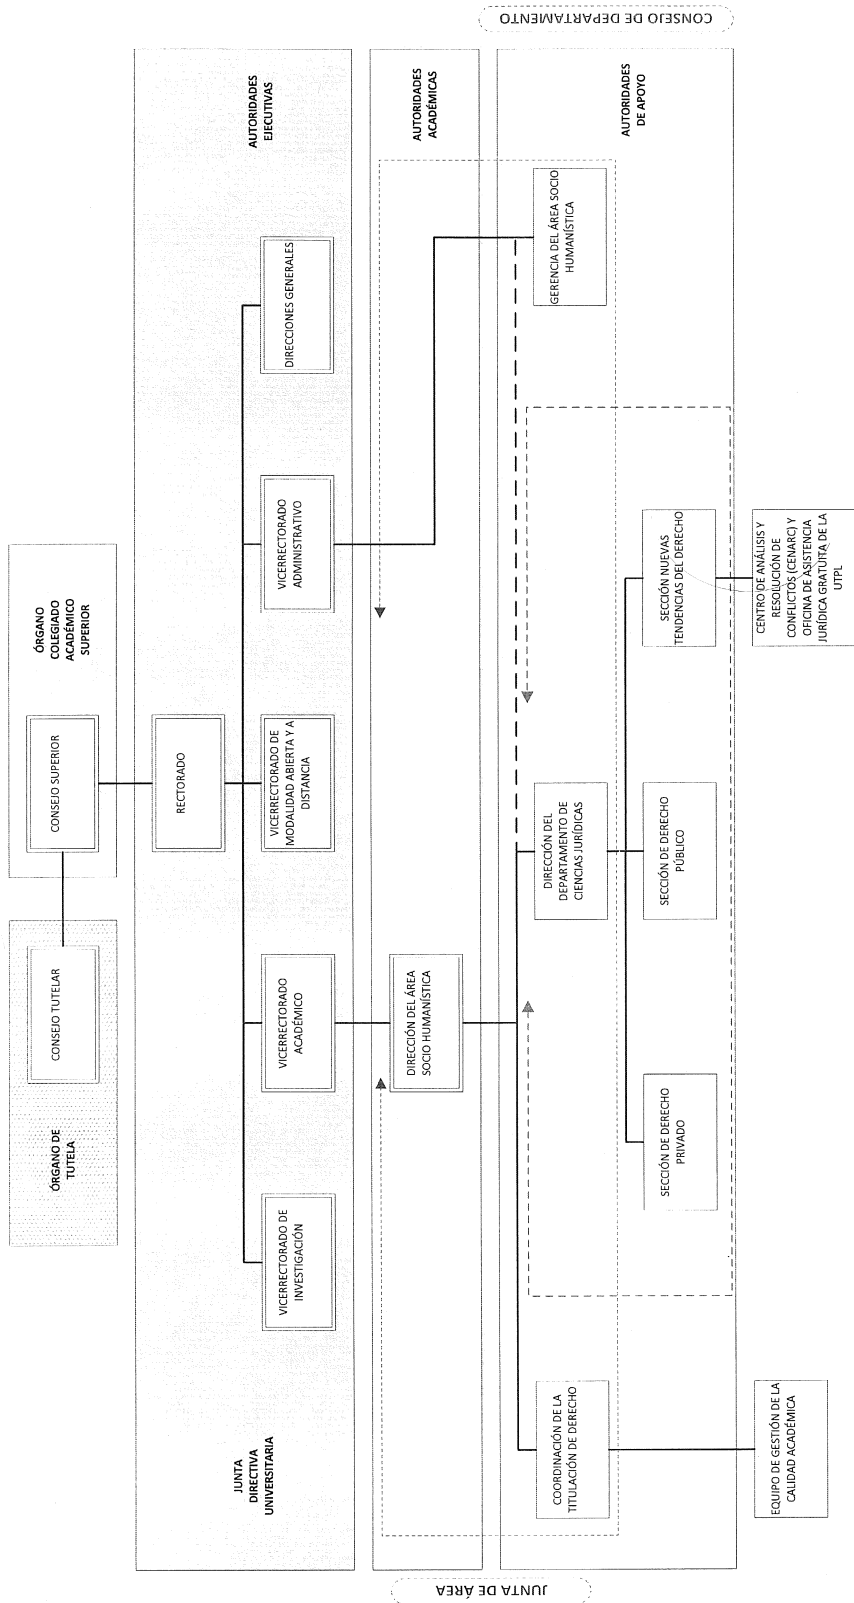 ÓRGANO DE
TUTELA
CONSEJO TUTELAR
CONSEJO SUPERIOR
ÓRGANO
COLEGIADO
ACADÉMICO
SUPERIOR
JUNTA
DIRECTIVA
UNIVERSITARIA
RECTORADO
AUTORIDADES
EJECUTIVAS
VICERRECTORADO DE
INVESTIGACIÓN
VICERRECTORADO
ACADÉMICO
VICERRECTORADO DE
MODALIDAD ABIERTA Y A
DISTANCIA
VICERRECTORADO
ADMINISTRATIVO
DIRECCIONES GENERALES
JUNTA DE ÁREA
DIRECCIÓN DEL ÁREA
SOCIO HUMANÍSTICA
AUTORIDADES
ACADÉMICAS
CONSEJO DE DEPARTAMENTO
COORDINACIÓN DE LA
TITULACIÓN DE DERECHO
DIRECCIÓN DEL
DEPARTAMENTO DE
CIENCIAS JURÍDICAS
GERENCIA DEL ÁREA SOCIO
HUMANÍSTICA
AUTORIDADES
DE APOYO
SECCIÓN DE DERECHO
PRIVADO
SECCIÓN DE DERECHO
PÚBLICO
SECCIÓN NUEVAS
TENDENCIAS DEL DERECHO
EQUIPO DE GESTIÓN DE LA
CALIDAD ACADÉMICA
CENTRO DE ANÁLISIS Y
RESOLUCIÓN DE
CONFLICTOS (CENARC) Y
OFICINA DE ASISTENCIA
JURÍDICA GRATUITA DE LA
UTPL